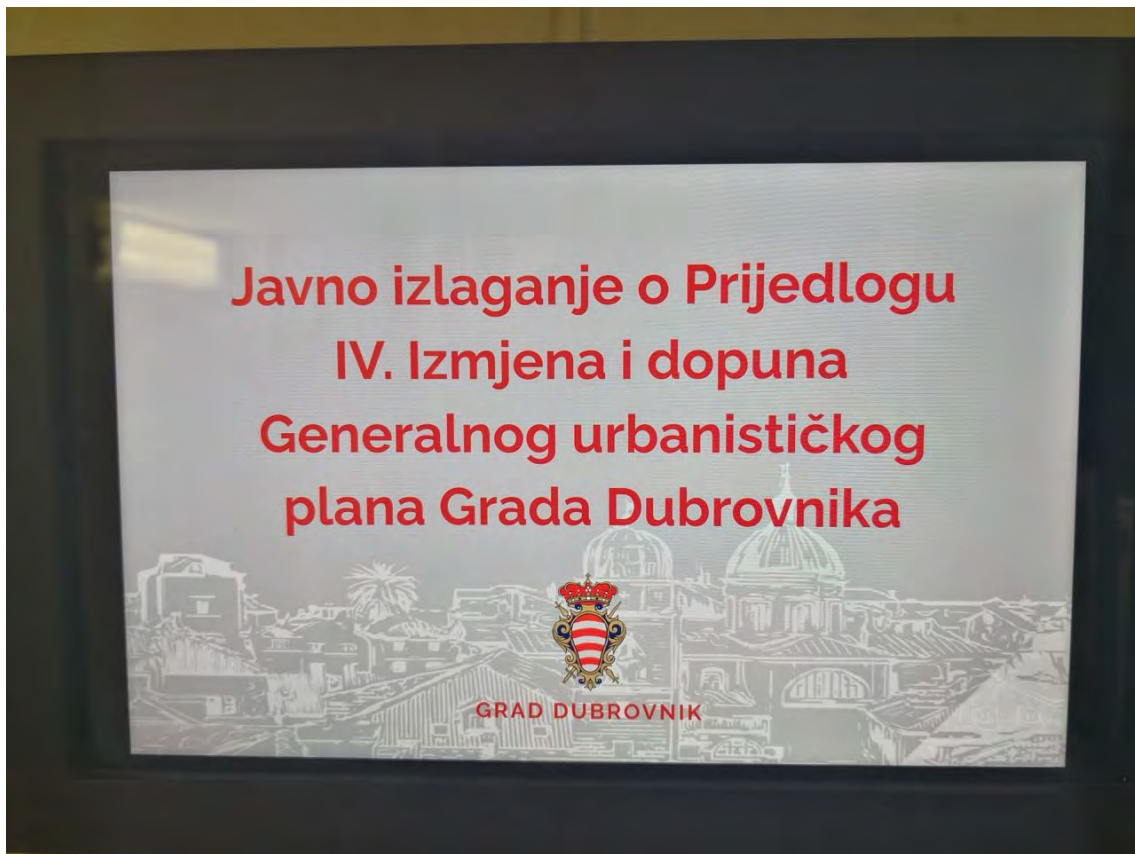 Javno izlaganje o Prijedlogu
IV. Izmjena i dopuna
Generalnog urbanističkog
plana Grada Dubrovnika
GRAD DUBROVNIK